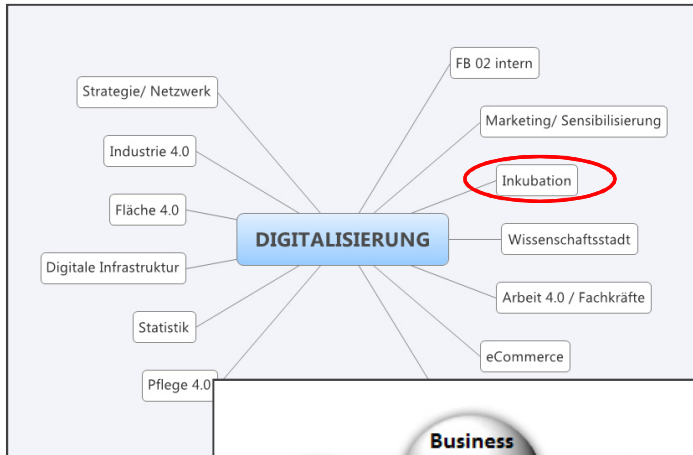 FB 02 intern
Strategie/ Netzwerk
Marketing/ Sensibilisierung
Industrie 4.0
Inkubation
Fläche 4.0
DIGITALISIERUNG
Wissenschaftsstadt
Digitale Infrastruktur
Arbeit 4.0 / Fachkräfte
Statistik
eCommerce
Pflege 4.0
Business